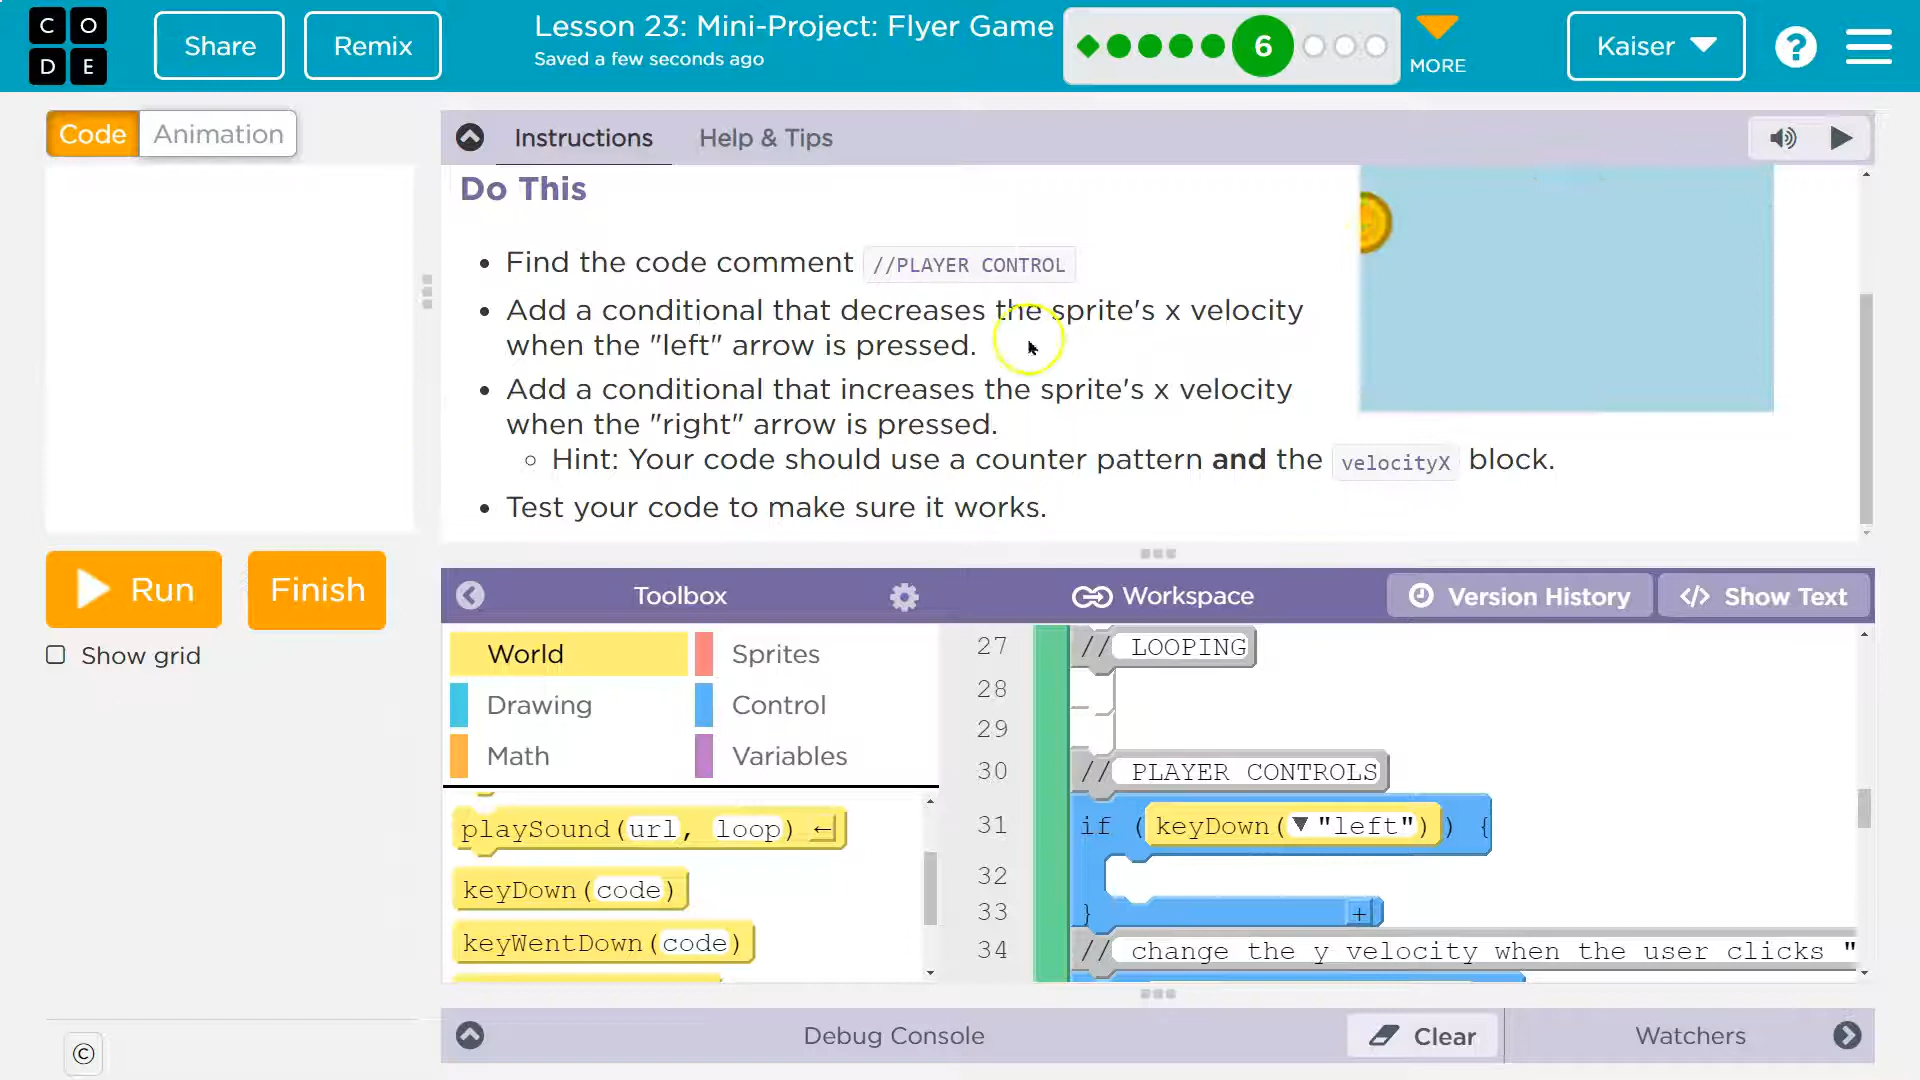 C O
D E
Share
Remix
Lesson 23: Mini-Project: Flyer Game
Saved a few seconds ago
6
MORE
Kaiser
?
Code
Animation
Instructions
Help & Tips
Do This
Find the code comment //PLAYER CONTROL
Add a conditional that decreases the sprite's x velocity
when the "left" arrow is pressed.
Add a conditional that increases the sprite's x velocity
when the "right" arrow is pressed.
Hint: Your code should use a counter pattern and the velocityX block.
Test your code to make sure it works.
Run
Finish
Show grid
Toolbox
Workspace
Version History
</> Show Text
World
Sprites
Drawing
Control
Math
Variables
playSound(url, loop) ←
keyDown(code)
keyWentDown(code)
27 // LOOPING
28
29
30 // PLAYER CONTROLS
31 if (keyDown(▼"left")) {
32
33 } +
34 // change the y velocity when the user clicks "
©
Debug Console
Clear
Watchers